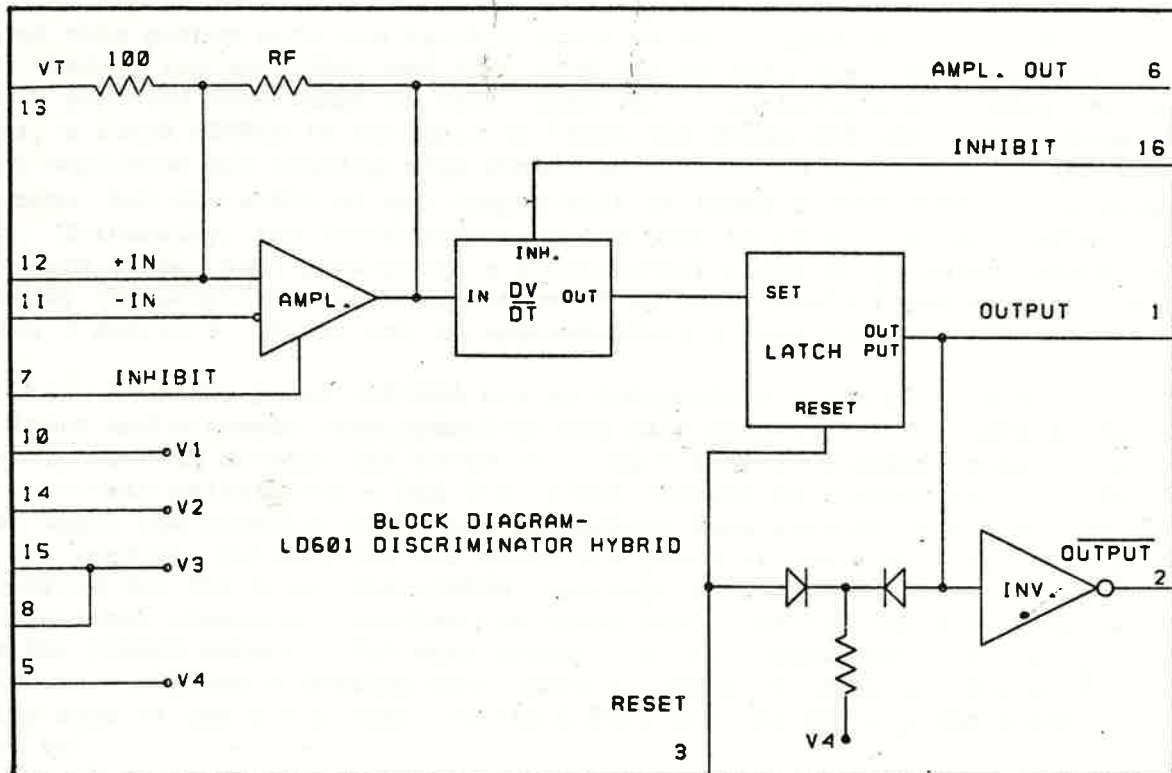 100 RF
VT AMPL. OUT 6
13
INHIBIT 16
INH.
12 +IN
11 -IN AMPL. IN DV OUT SET
DT OUTPUT 1
OUT
LATCH PUT
7 INHIBIT
RESET
10 V1
14 V2
BLOCK DIAGRAM-
15 V3 LD601 DISCRIMINATOR HYBRID
OUTPUT
INV. 2
8
5 V4
RESET
3 V4